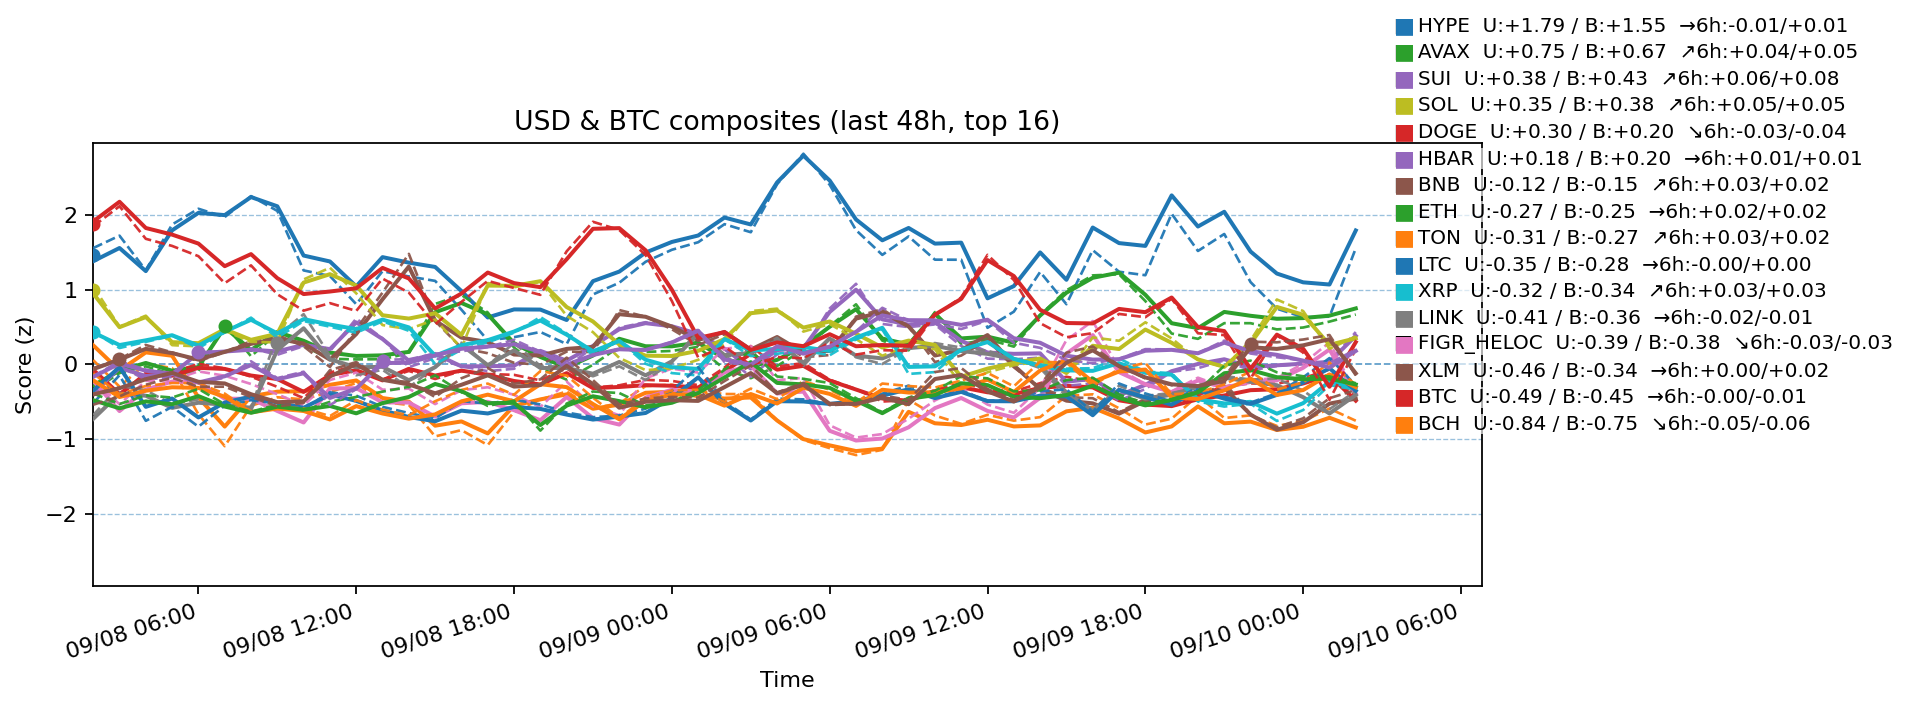 USD & BTC composites (last 48h, top 16)
HYPE  U:+1.79 / B:+1.55  →6h:-0.01/+0.01
AVAX  U:+0.75 / B:+0.67  ↗6h:+0.04/+0.05
SUI  U:+0.38 / B:+0.43  ↗6h:+0.06/+0.08
SOL  U:+0.35 / B:+0.38  ↗6h:+0.05/+0.05
DOGE  U:+0.30 / B:+0.20  ↘6h:-0.03/-0.04
HBAR  U:+0.18 / B:+0.20  →6h:+0.01/+0.01
BNB  U:-0.12 / B:-0.15  ↗6h:+0.03/+0.02
ETH  U:-0.27 / B:-0.25  →6h:+0.02/+0.02
TON  U:-0.31 / B:-0.27  ↗6h:+0.03/+0.02
LTC  U:-0.35 / B:-0.28  →6h:-0.00/+0.00
XRP  U:-0.32 / B:-0.34  ↗6h:+0.03/+0.03
LINK  U:-0.41 / B:-0.36  →6h:-0.02/-0.01
FIGR_HELOC  U:-0.39 / B:-0.38  ↘6h:-0.03/-0.03
XLM  U:-0.46 / B:-0.34  →6h:+0.00/+0.02
BTC  U:-0.49 / B:-0.45  →6h:-0.00/-0.01
BCH  U:-0.84 / B:-0.75  ↘6h:-0.05/-0.06
Score (z)
2
1
0
−1
−2
09/08 06:00
09/08 12:00
09/08 18:00
09/09 00:00
09/09 06:00
09/09 12:00
09/09 18:00
09/10 00:00
09/10 06:00
Time